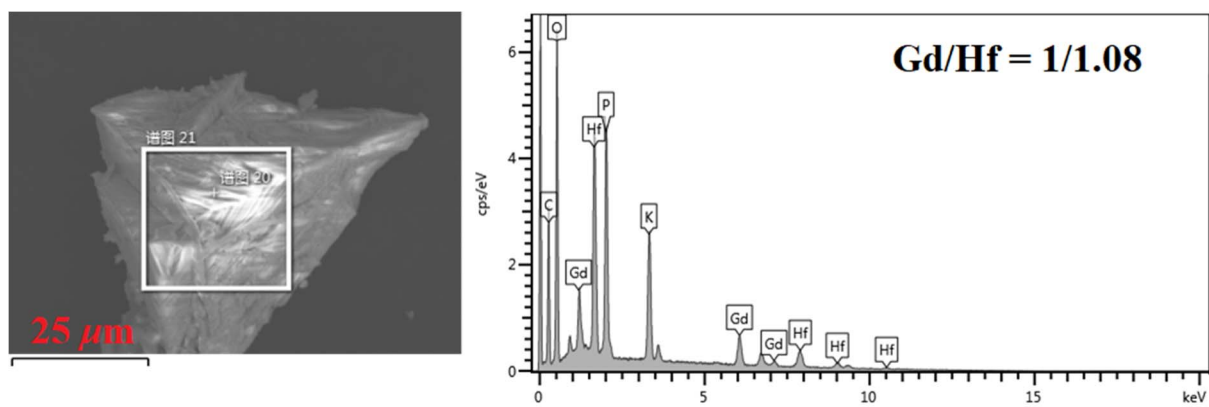 谱图 21
谱图 20
25 μm
Gd/Hf = 1/1.08
cps/eV
6
4
2
0
O
P
Hf
C
K
Gd
Gd
Gd
Hf
Hf
Hf
0
5
10
15
keV